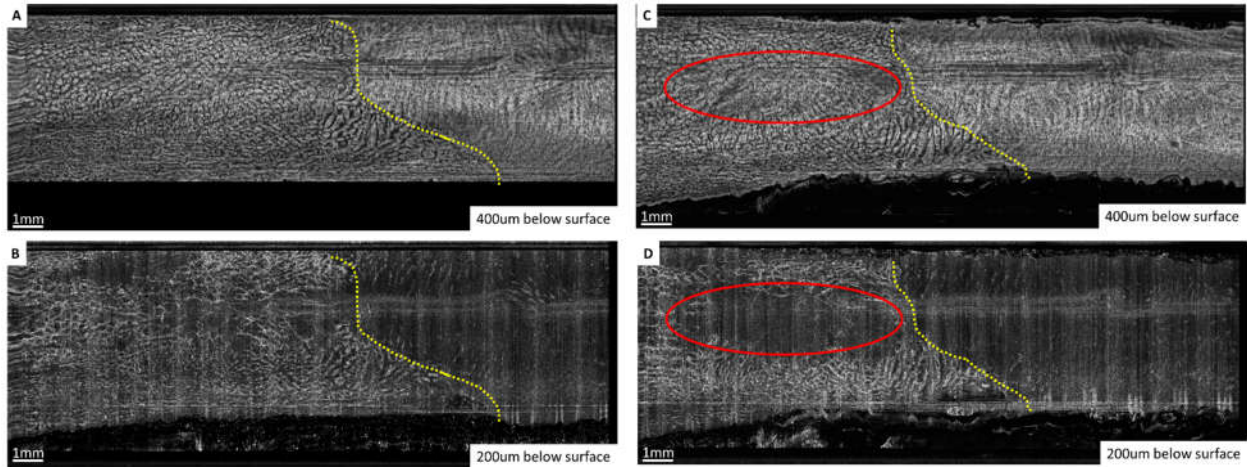 A
1mm
400um below surface
C
1mm
400um below surface
B
1mm
200um below surface
D
1mm
200um below surface